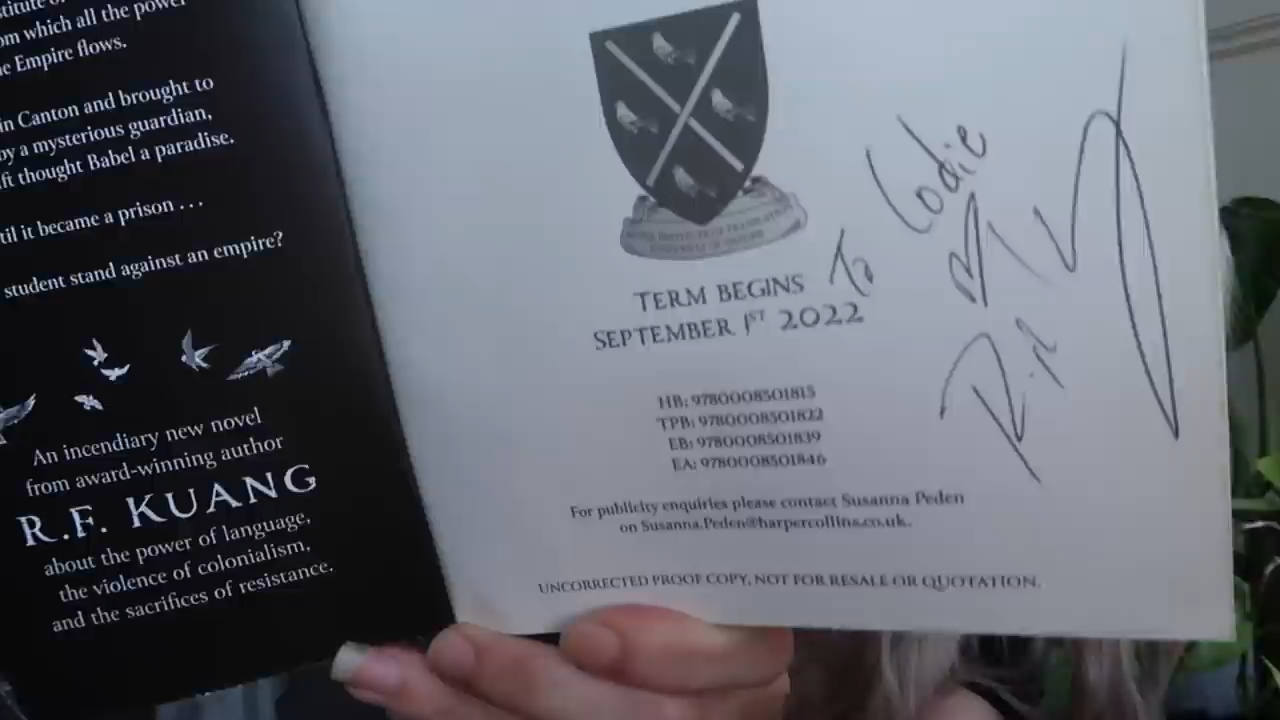 stitute of
om which all the power
e Empire flows.
in Canton and brought to
by a mysterious guardian,
ft thought Babel a paradise.
til it became a prison ...
student stand against an empire?
An incendiary new novel
from award-winning author
R.F. KUANG
about the power of language,
the violence of colonialism,
and the sacrifices of resistance.
TERM BEGINS
SEPTEMBER 1ST 2022
HB: 9780008501815
TPB: 9780008501822
EB: 9780008501839
EA: 9780008501846
For publicity enquiries please contact Susanna Peden
on Susanna.Peden@harpercollins.co.uk.
UNCORRECTED PROOF COPY, NOT FOR RESALE OR QUOTATION.
To Codie